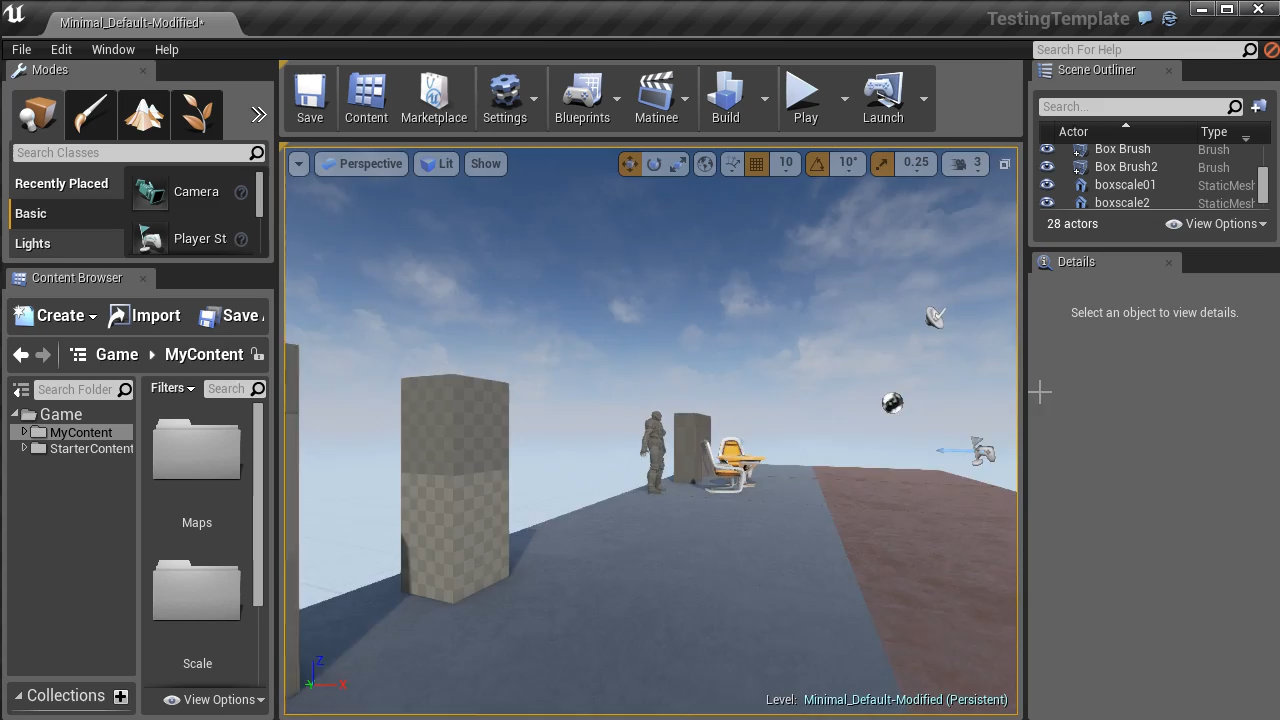 Minimal_Default-Modified*
TestingTemplate
File Edit Window Help
Search For Help
Modes
Search Classes
Recently Placed
Basic
Lights
Camera
Player St
Save
Content
Marketplace
Settings
Blueprints
Matinee
Build
Play
Launch
Perspective
Lit
Show
10
10°
0.25
3
Scene Outliner
Search...
Actor Type
Box Brush Brush
Box Brush2 Brush
boxscale01 StaticMesh
boxscale2 StaticMesh
28 actors
View Options
Details
Select an object to view details.
Content Browser
Create
Import
Save
Game MyContent
Search Folder
Filters
Search
Game
MyContent
StarterContent
Maps
Scale
Collections
View Options
Z
X
Level: Minimal_Default-Modified (Persistent)